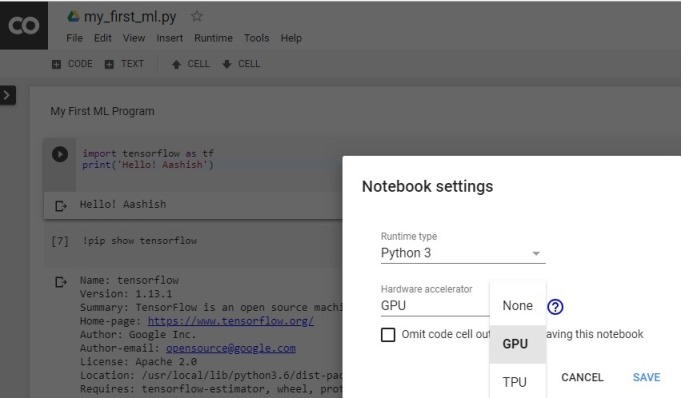 CO
my_first_ml.py
File Edit View Insert Runtime Tools Help
CODE TEXT CELL CELL
My First ML Program
import tensorflow as tf
print('Hello! Aashish')
Hello! Aashish
[7] !pip show tensorflow
Name: tensorflow
Version: 1.13.1
Summary: TensorFlow is an open source
Home-page: https://www.tensorflow.org/
Author: Google Inc.
Author-email: opensource@google.com
License: Apache 2.0
Location: /usr/local/lib/python3.6/dist-pac
Requires: tensorflow-estimator, wheel, prot
Notebook settings
Runtime type
Python 3
Hardware accelerator
GPU
None
GPU
TPU
Omit code cell out aving this notebook
CANCEL SAVE